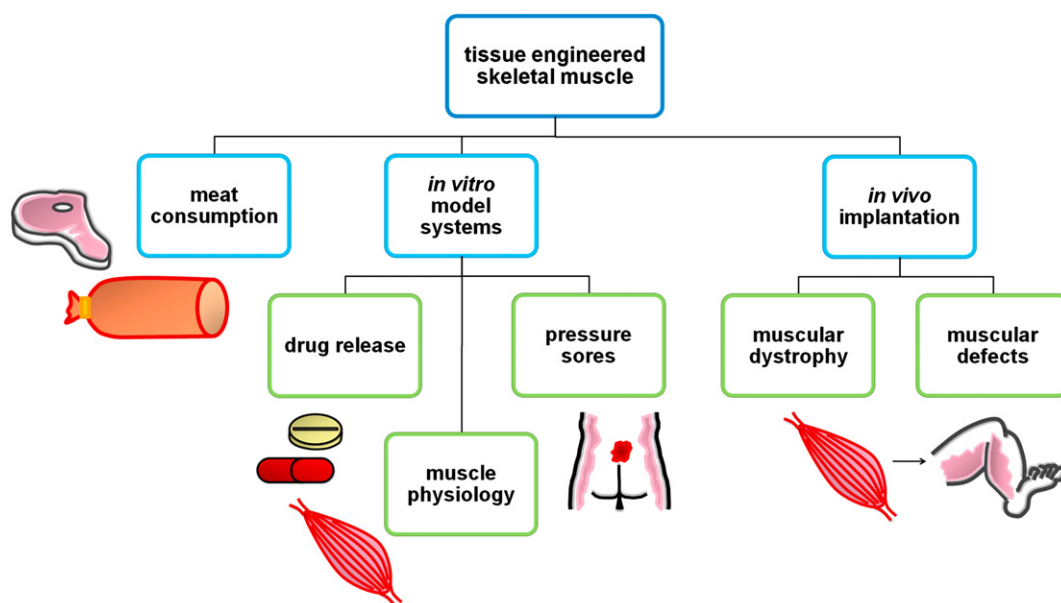 tissue engineered
skeletal muscle
meat
consumption
in vitro
model
systems
in vivo
implantation
drug release
pressure
sores
muscular
dystrophy
muscular
defects
muscle
physiology